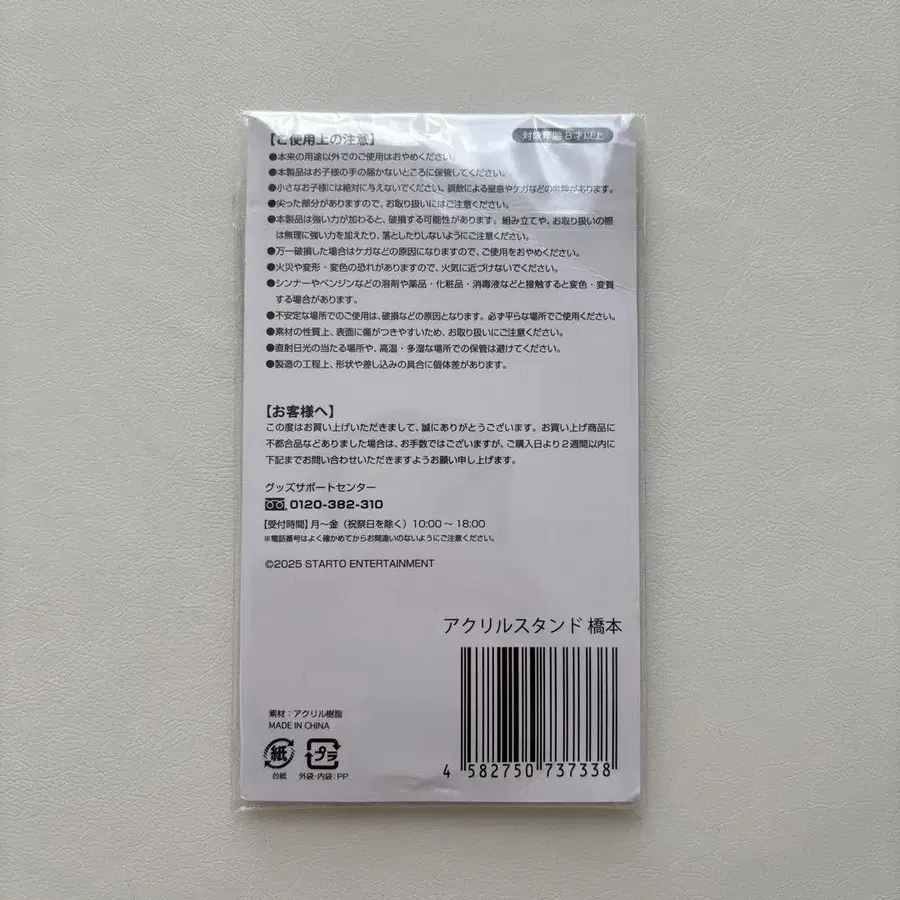 【ご使用上の注意】
対象年齢 8才以上
●本来の用途以外でのご使用はおやめください。
●本製品はお子様の手の届かないところに保管してください。
●小さなお子様には絶対に与えないでください。誤飲による窒息やケガなどの危険があります。
●尖った部分がありますので、お取り扱いにはご注意ください。
●本製品は強い力が加わると、破損する可能性があります。組み立てや、お取り扱いの際
は無理に強い力を加えたり、落としたりしないようにご注意ください。
●万一破損した場合はケガなどの原因になりますので、ご使用をおやめください。
●火災や変形・変色の恐れがありますので、火気に近づけないでください。
●シンナーやベンジンなどの溶剤や薬品・化粧品・消毒液などと接触すると変色・変質
する場合があります。
●不安定な場所でのご使用は、破損などの原因となります。必ず平らな場所でご使用ください。
●素材の性質上、表面に傷がつきやすいため、お取り扱いにご注意ください。
●直射日光の当たる場所や、高温・多湿な場所での保管は避けてください。
●製造の工程上、形状や差し込みの具合に個体差があります。
【お客様へ】
この度はお買い上げいただきまして、誠にありがとうございます。お買い上げ商品に
不都合品などありました場合は、お手数ではございますが、ご購入日より2週間以内に
下記までお問い合わせいただきますようお願い申し上げます。
グッズサポートセンター
0120-382-310
【受付時間】月〜金（祝祭日を除く）10:00〜18:00
※電話番号はよく確かめてからお間違いのないようにご注意ください。
©2025 STARTO ENTERTAINMENT
アクリルスタンド 橋本
素材：アクリル樹脂
MADE IN CHINA
紙
プラ
台紙
外袋・内袋：PP
4 582750 737338